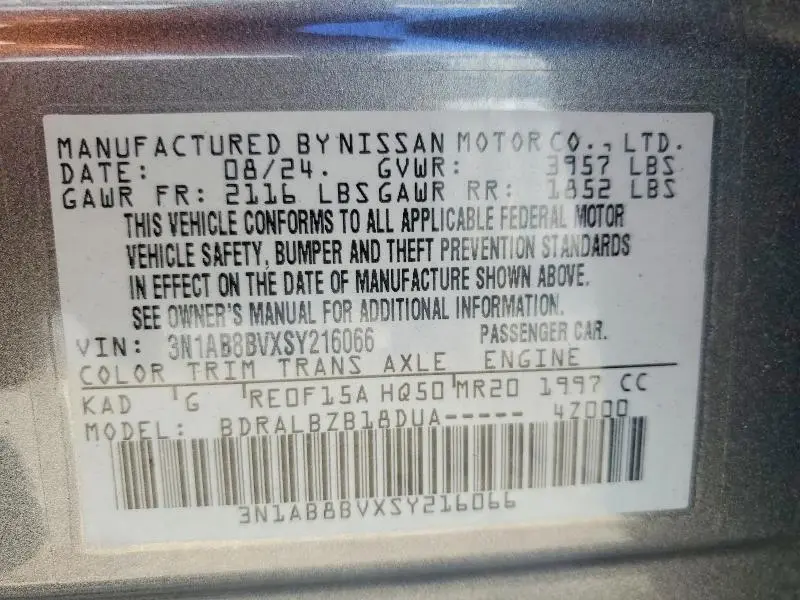 MANUFACTURED BY NISSAN MOTOR CO., LTD.
DATE: 08/24. GVWR: 3957 LBS
GAWR FR: 2116 LBS GAWR RR: 1852 LBS
THIS VEHICLE CONFORMS TO ALL APPLICABLE FEDERAL MOTOR
VEHICLE SAFETY, BUMPER AND THEFT PREVENTION STANDARDS
IN EFFECT ON THE DATE OF MANUFACTURE SHOWN ABOVE.
SEE OWNER'S MANUAL FOR ADDITIONAL INFORMATION.
VIN: 3N1AB8BVXSY216066 PASSENGER CAR.
COLOR TRIM TRANS AXLE ENGINE
KAD G RE0F15A HQ50 MR20 1997 CC
MODEL: BDRALBZB18DUA----- 4Z000
3N1AB8BVXSY216066